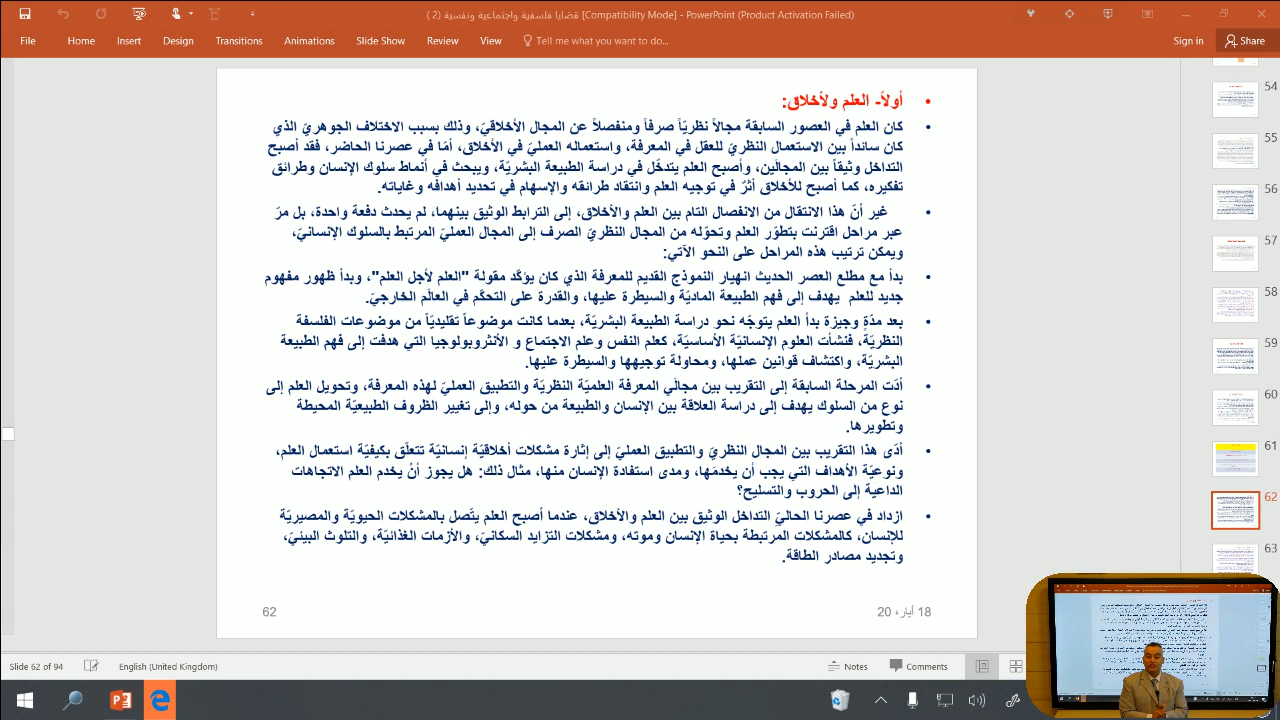 قضايا فلسفية واجتماعية ونفسية ( 2 ) [Compatibility Mode] - PowerPoint (Product Activation Failed)
File Home Insert Design Transitions Animations Slide Show Review View Tell me what you want to do... Sign in Share
أولاً- العلم ولأخلاق:
كان العلم في العصور السابقة مجالاً نظريّاً صرفاً ومنفصلاً عن المجال الأخلاقيّ، وذلك بسبب الاختلاف الجوهريّ الذي
كان سائداً بين الاستعمال النظريّ للعقل في المعرفة، واستعماله العمليّ في الأخلاق، أمّا في عصرنا الحاضر، فقد أصبح
التداخل وثيقاً بين المجالين، وأصبح العلم يتدخّل في دراسة الطبيعة البشريّة، ويبحث في أنماط سلوك الإنسان وطرائق
تفكيره، كما أصبح للأخلاق أثرٌ في توجيه العلم وانتقاد طرائقه والإسهام في تحديد أهدافه وغاياته.
غير أنّ هذا الانتقال من الانفصال التام بين العلم والأخلاق، إلى الترابط الوثيق بينهما، لم يحدث دفعة واحدة، بل مرّ
عبر مراحل اقترنت بتطوّر العلم وتحوّله من المجال النظريّ الصرف إلى المجال العمليّ المرتبط بالسلوك الإنسانيّ،
ويمكن ترتيب هذه المراحل على النحو الآتي:
بدأ مع مطلع العصر الحديث انهيار النموذج القديم للمعرفة الذي كان يؤكّد مقولة "العلم لأجل العلم"، وبدأ ظهور مفهوم
جديد للعلم يهدف إلى فهم الطبيعة الماديّة والسيطرة عليها، والقدرة على التحكّم في العالم الخارجيّ.
بعد مدّةٍ وجيزة بدأ العلم يتوجّه نحو دراسة الطبيعة البشريّة، بعدما كانت موضوعاً تقليديّاً من موضوعات الفلسفة
النظريّة، فنشأت العلوم الإنسانيّة الأساسيّة، كعلم النفس وعلم الاجتماع و الأنثروبولوجيا التي هدفت إلى فهم الطبيعة
البشريّة، واكتشاف قوانين عملها، ومحاولة توجيهها والسيطرة عليها.
أدّت المرحلة السابقة إلى التقريب بين مجالَي المعرفة العلميّة النظريّة والتطبيق العمليّ لهذه المعرفة، وتحويل العلم إلى
نوع من السلوك يهدف إلى دراسة العلاقة بين الإنسان والطبيعة من حوله، وإلى تغيير الظروف الطبيعيّة المحيطة
وتطويرها.
أدّى هذا التقريب بين المجال النظريّ والتطبيق العمليّ إلى إثارة مشكلات أخلاقيّة إنسانيّة تتعلّق بكيفيّة استعمال العلم،
ونوعيّة الأهداف التي يجب أن يخدمها، ومدى استفادة الإنسان منها، مثال ذلك: هل يجوز أنْ يخدم العلم الاتجاهات
الداعية إلى الحروب والتسليح؟
ازداد في عصرنا الحاليّ التداخل الوثيق بين العلم والأخلاق، عندما أصبح العلم يتّصل بالمشكلات الحيويّة والمصيريّة
للإنسان، كالمشكلات المرتبطة بحياة الإنسان وموته، ومشكلات التزايد السكانيّ، والأزمات الغذائيّة، والتلوث البيئيّ،
وتجديد مصادر الطاقة.
18 أيار، 20
62
54
55
56
57
58
59
60
61
62
63
Slide 62 of 94 English (United Kingdom) Notes Comments